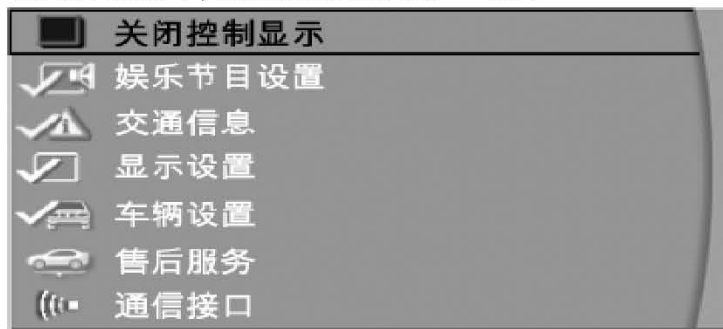 关闭控制显示
娱乐节目设置
交通信息
显示设置
车辆设置
售后服务
通信接口